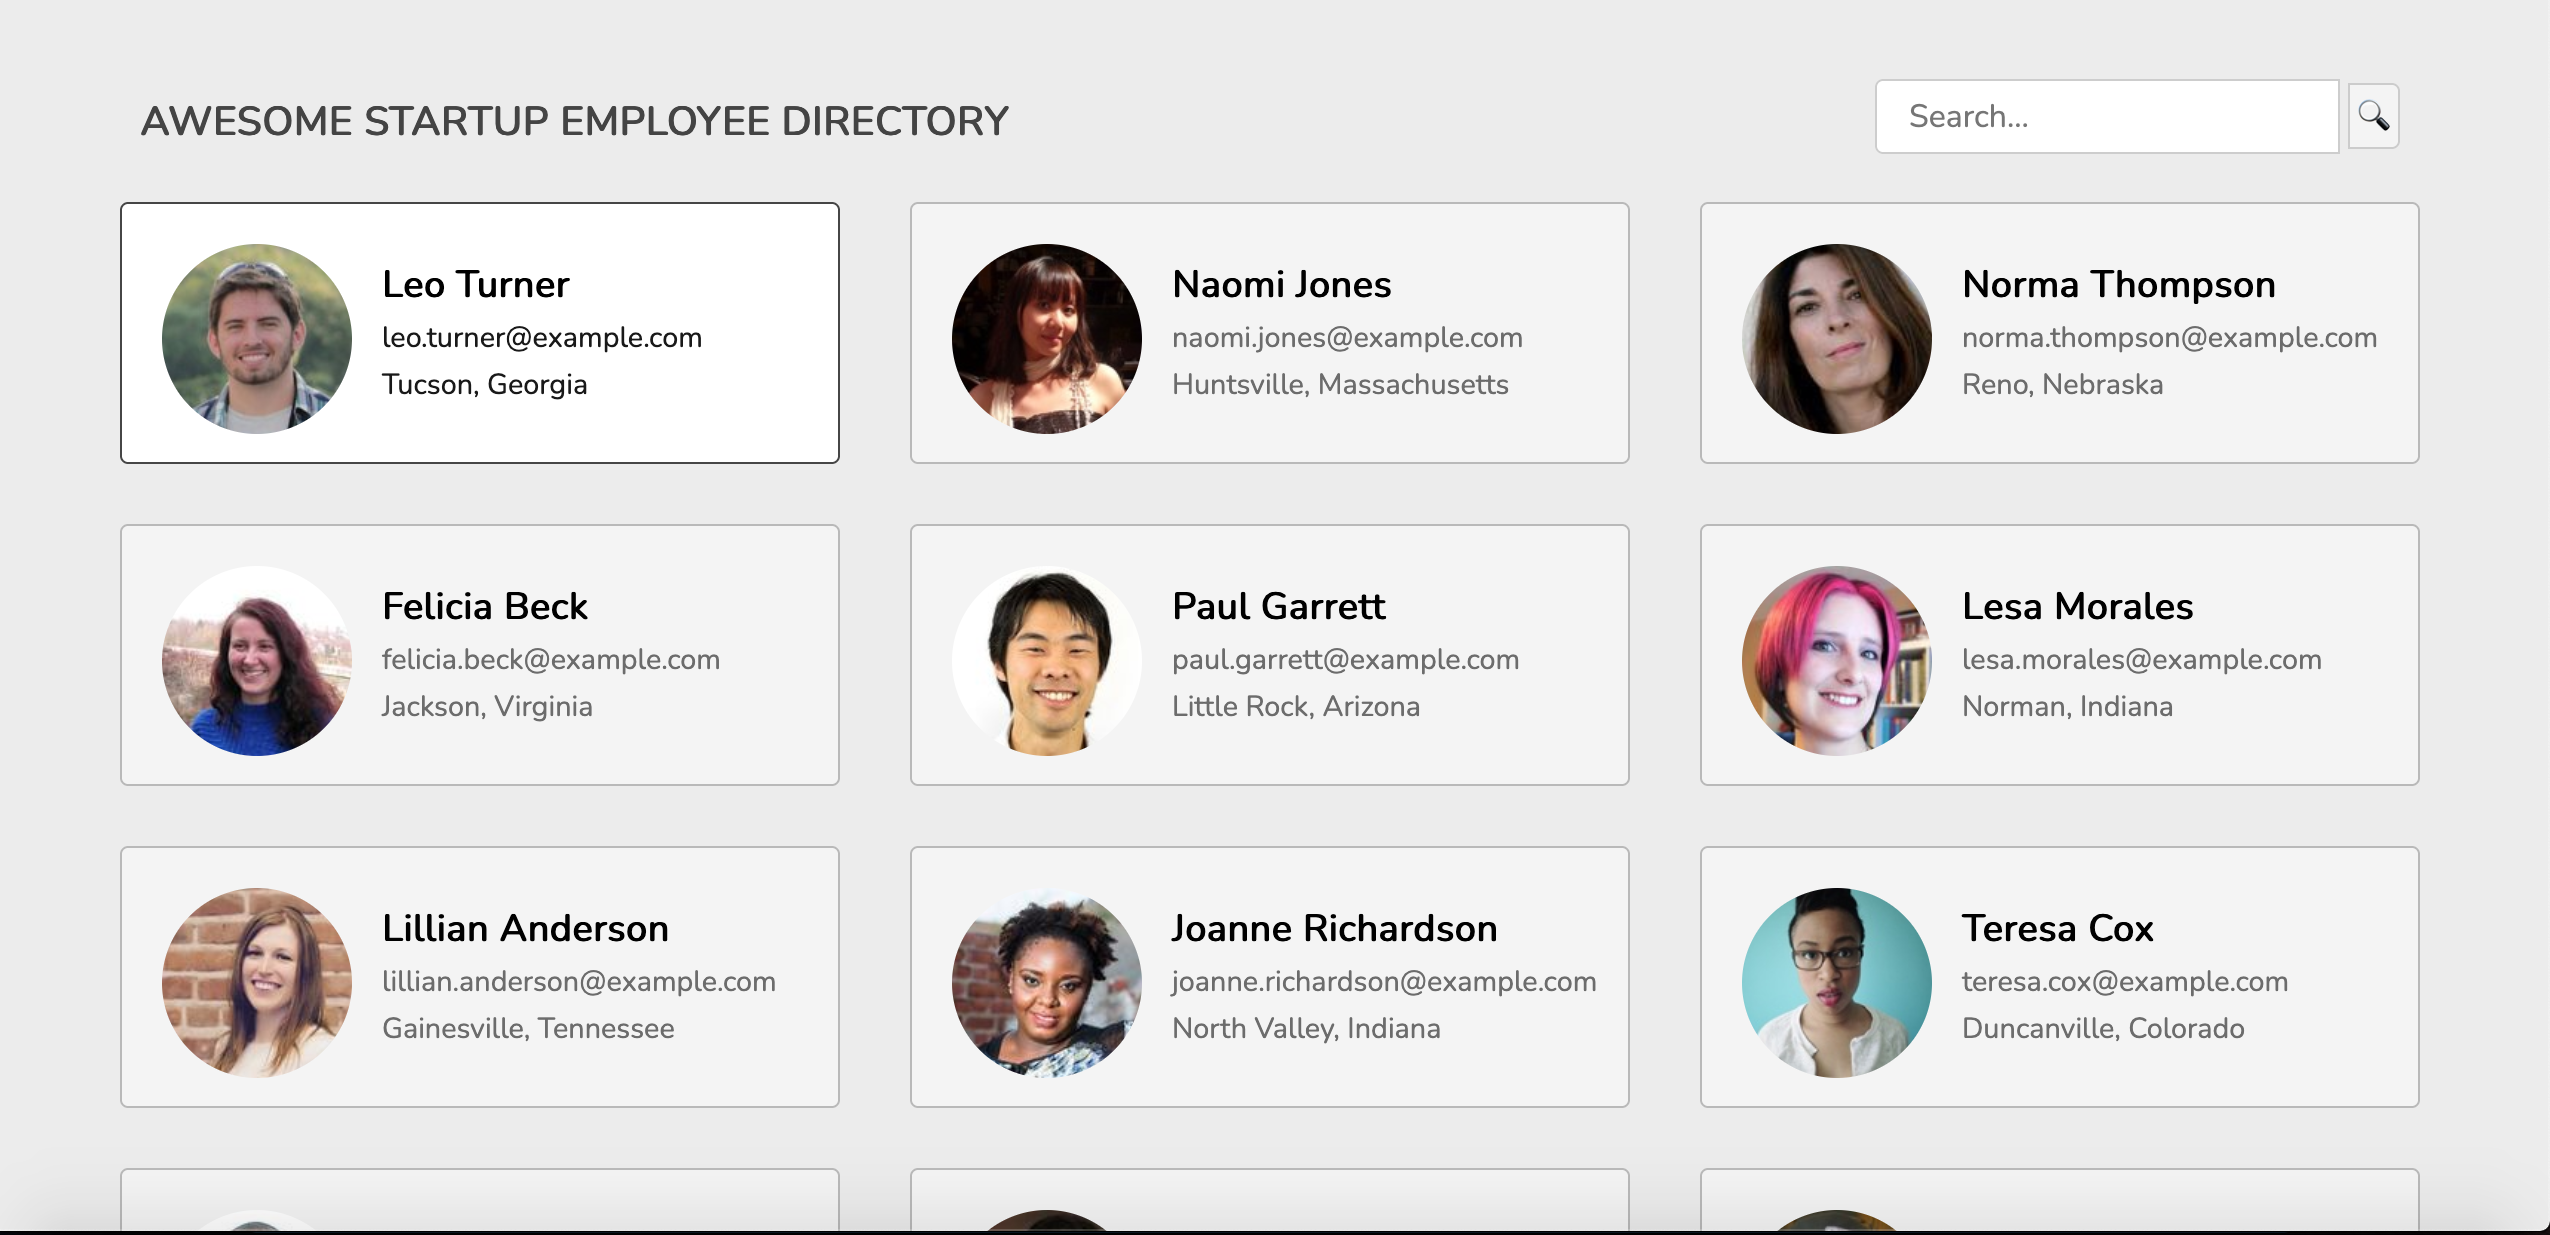 AWESOME STARTUP EMPLOYEE DIRECTORY
Search...
Leo Turner
leo.turner@example.com
Tucson, Georgia
Naomi Jones
naomi.jones@example.com
Huntsville, Massachusetts
Norma Thompson
norma.thompson@example.com
Reno, Nebraska
Felicia Beck
felicia.beck@example.com
Jackson, Virginia
Paul Garrett
paul.garrett@example.com
Little Rock, Arizona
Lesa Morales
lesa.morales@example.com
Norman, Indiana
Lillian Anderson
lillian.anderson@example.com
Gainesville, Tennessee
Joanne Richardson
joanne.richardson@example.com
North Valley, Indiana
Teresa Cox
teresa.cox@example.com
Duncanville, Colorado